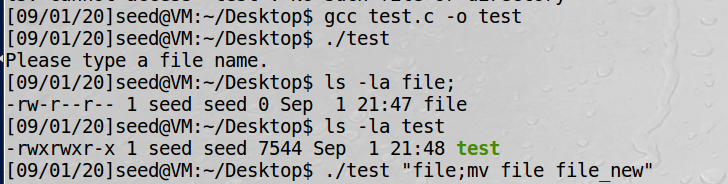 [09/01/20]seed@VM:~/Desktop$ gcc test.c -o test
[09/01/20]seed@VM:~/Desktop$ ./test
Please type a file name.
[09/01/20]seed@VM:~/Desktop$ ls -la file;
-rw-r--r-- 1 seed seed 0 Sep  1 21:47 file
[09/01/20]seed@VM:~/Desktop$ ls -la test
-rwxrwxr-x 1 seed seed 7544 Sep  1 21:48 test
[09/01/20]seed@VM:~/Desktop$ ./test "file;mv file file_new"